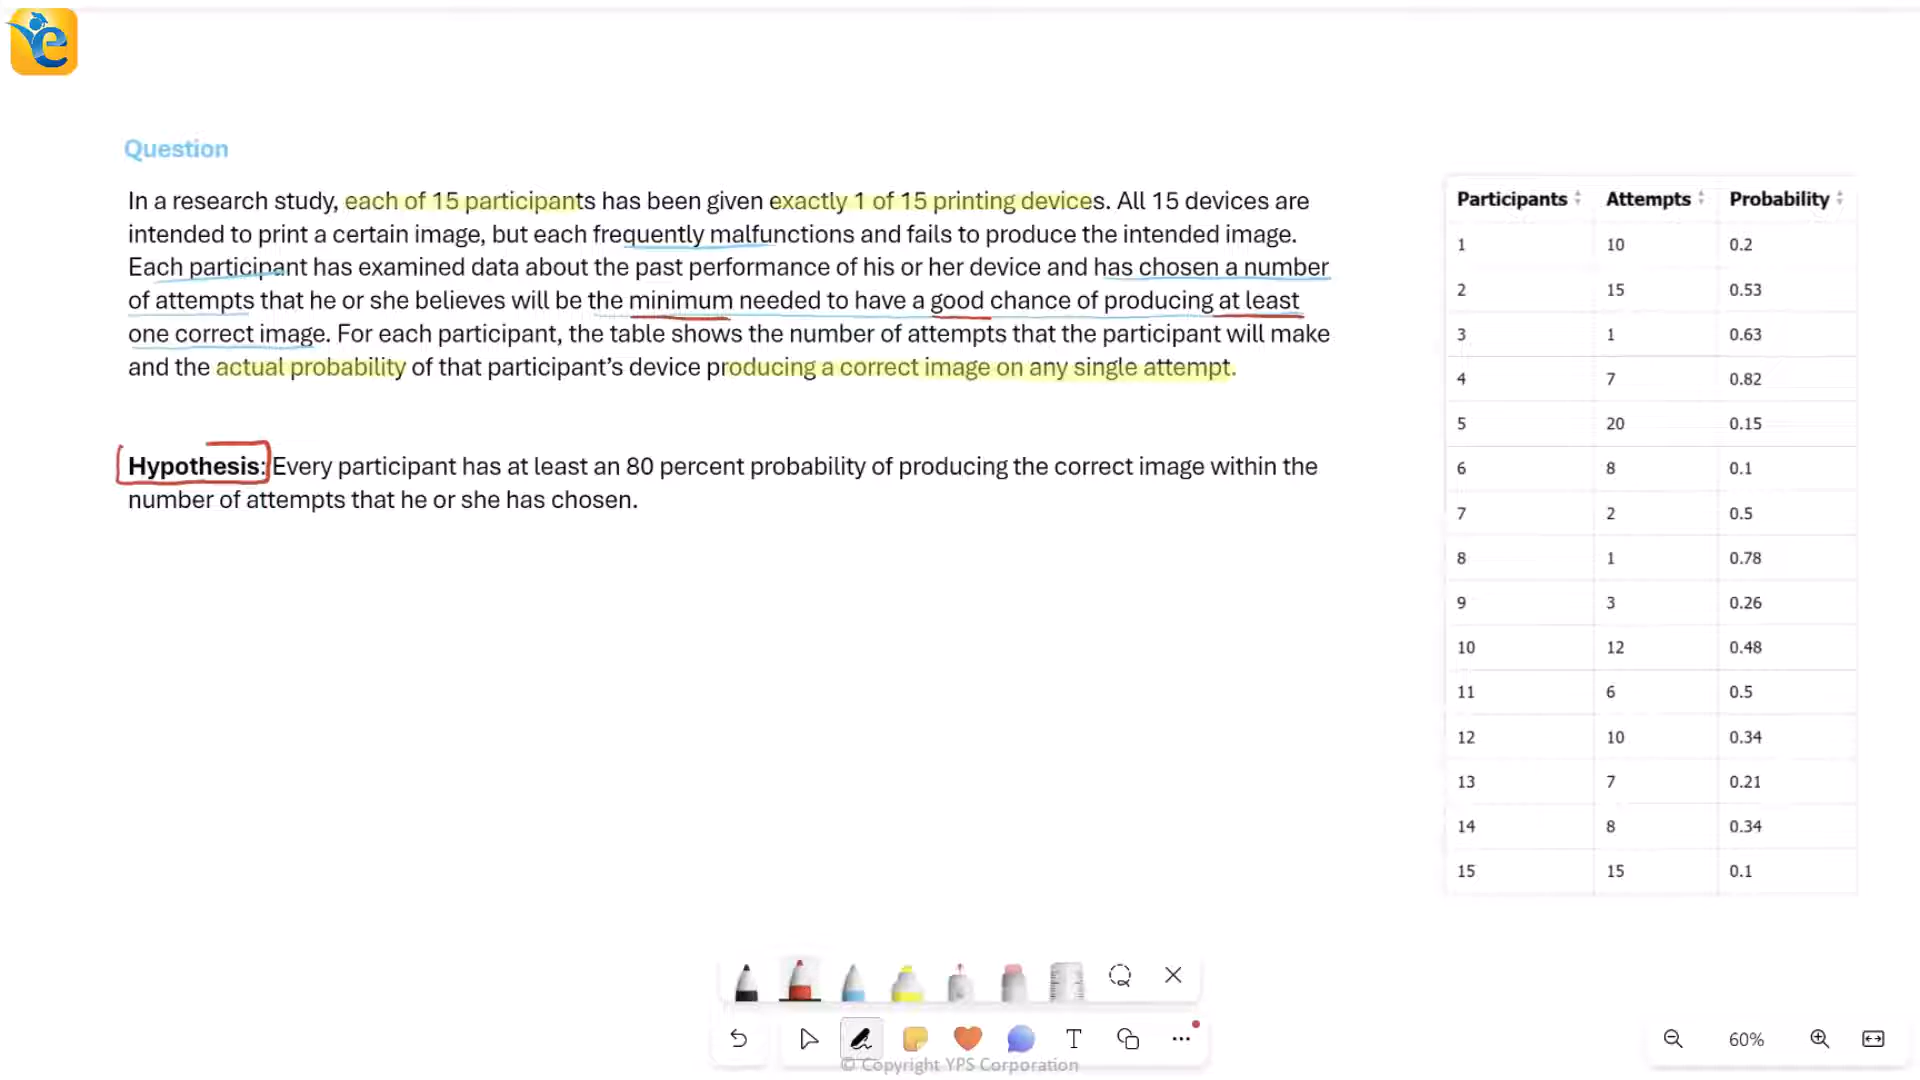 Question
In a research study, each of 15 participants has been given exactly 1 of 15 printing devices. All 15 devices are
intended to print a certain image, but each frequently malfunctions and fails to produce the intended image.
Each participant has examined data about the past performance of his or her device and has chosen a number
of attempts that he or she believes will be the minimum needed to have a good chance of producing at least
one correct image. For each participant, the table shows the number of attempts that the participant will make
and the actual probability of that participant's device producing a correct image on any single attempt.
Hypothesis: Every participant has at least an 80 percent probability of producing the correct image within the
number of attempts that he or she has chosen.
Participants Attempts Probability
1 10 0.2
2 15 0.53
3 1 0.63
4 7 0.82
5 20 0.15
6 8 0.1
7 2 0.5
8 1 0.78
9 3 0.26
10 12 0.48
11 6 0.5
12 10 0.34
13 7 0.21
14 8 0.34
15 15 0.1
60%
© Copyright YPS Corporation